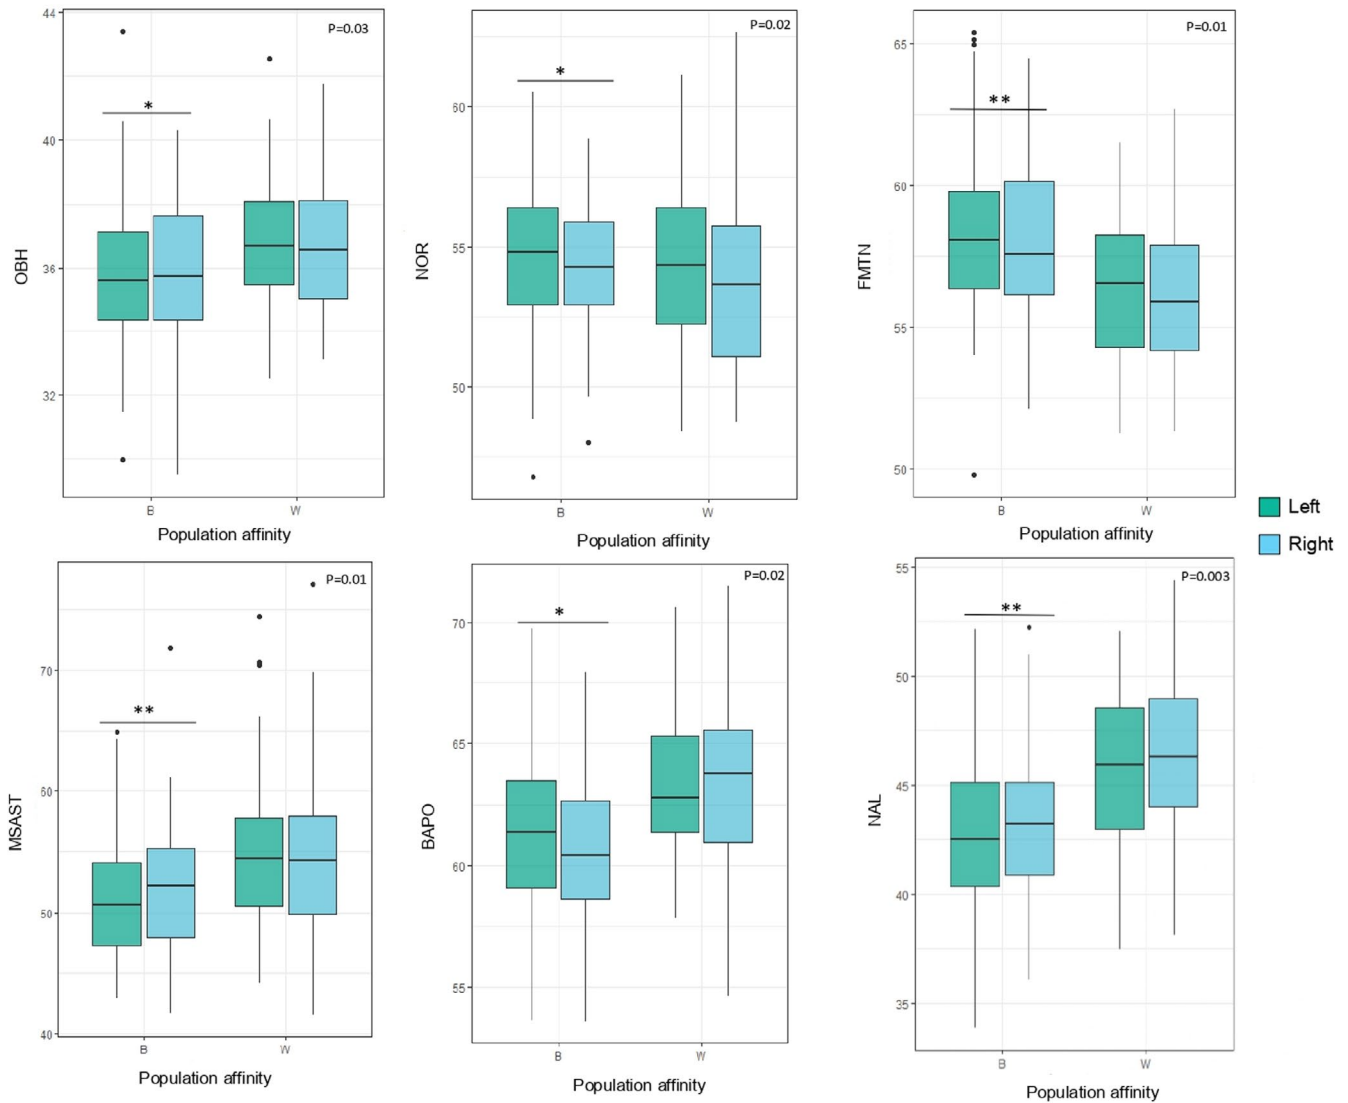 44
40
36
32
OBH
P=0.03
*
B
W
Population affinity
60
55
50
NOR
P=0.02
*
B
W
Population affinity
65
60
55
50
FMTN
P=0.01
**
B
W
Population affinity
Left
Right
70
60
50
40
MSAST
P=0.01
**
B
W
Population affinity
70
65
60
55
BAPO
P=0.02
*
B
W
Population affinity
55
50
45
40
35
NAL
P=0.003
**
B
W
Population affinity